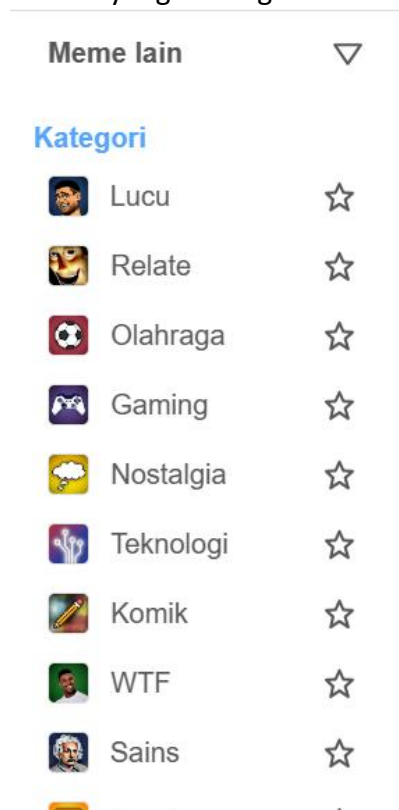 Meme lain
Kategori
Lucu
Relate
Olahraga
Gaming
Nostalgia
Teknologi
Komik
WTF
Sains